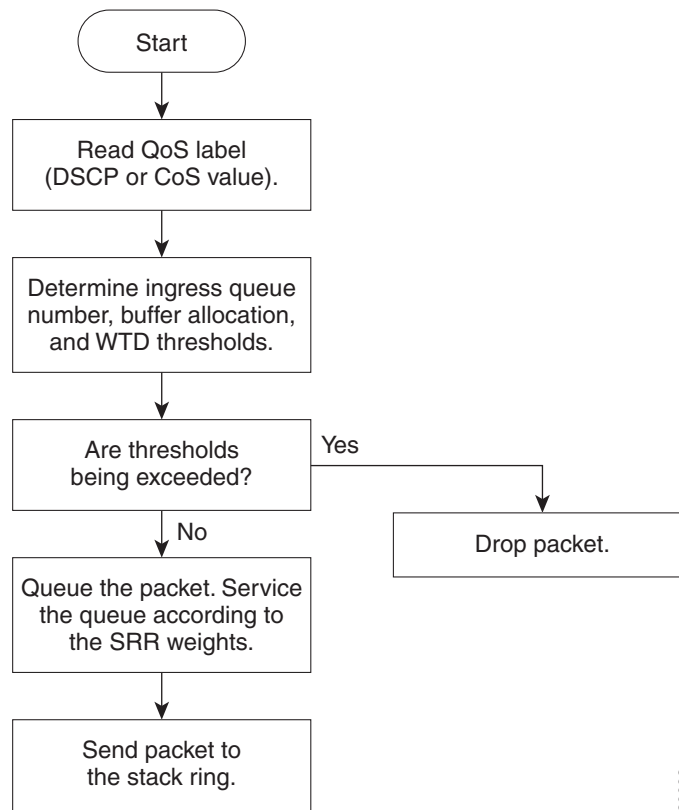 Start
Read QoS label
(DSCP or CoS value).
Determine ingress queue
number, buffer allocation,
and WTD thresholds.
Are thresholds
being exceeded?
Yes
No
Drop packet.
Queue the packet. Service
the queue according to
the SRR weights.
Send packet to
the stack ring.